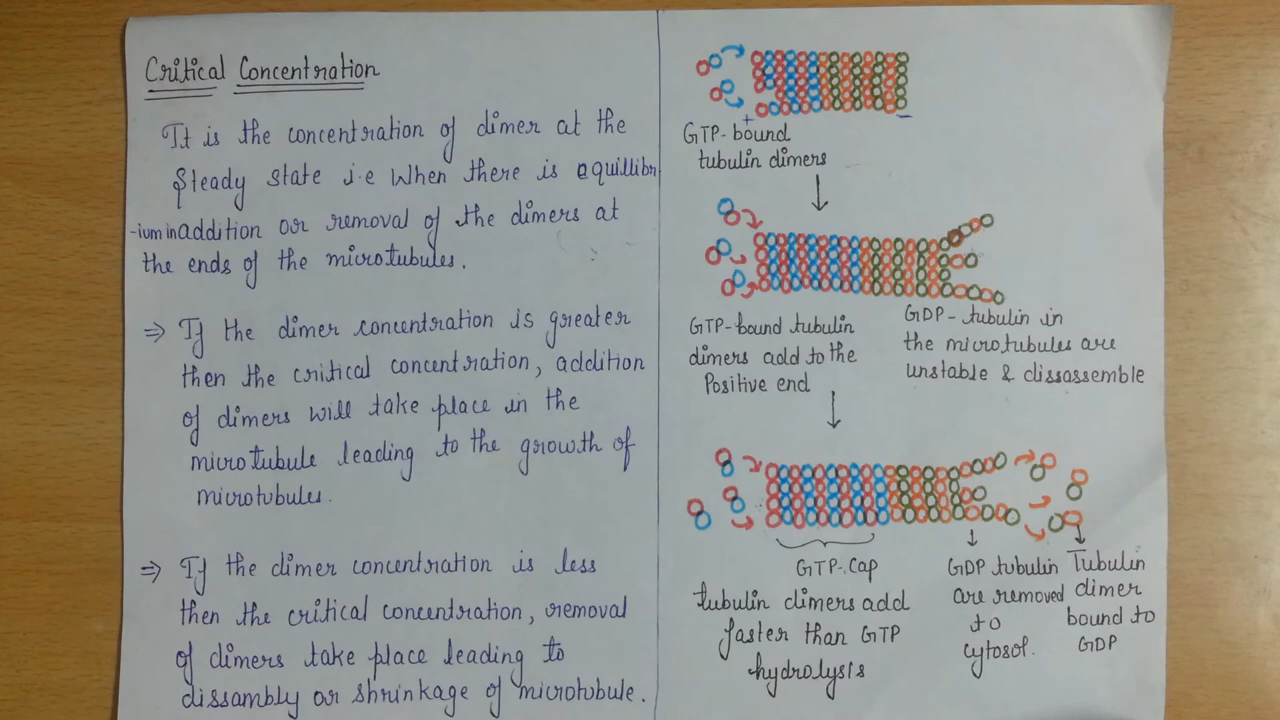 Critical Concentration
It is the concentration of dimer at the
steady state i.e When there is equillibr
-ium in addition or removal of the dimers at
the ends of the microtubules.
⇒ If the dimer concentration is greater
then the critical concentration, addition
of dimers will take place in the
microtubule leading to the growth of
microtubules.
⇒ If the dimer concentration is less
then the critical concentration, removal
of dimers take place leading to
dissambly or shrinkage of microtubule.
+ −
GTP-bound
tubulin dimers
GTP-bound tubulin
dimers add to the
Positive end
GDP-tubulin in
the microtubules are
unstable & dissassemble
GTP-Cap
tubulin dimers add
faster than GTP
hydrolysis
GDP tubulin
are removed
to
cytosol.
Tubulin
dimer
bound to
GDP